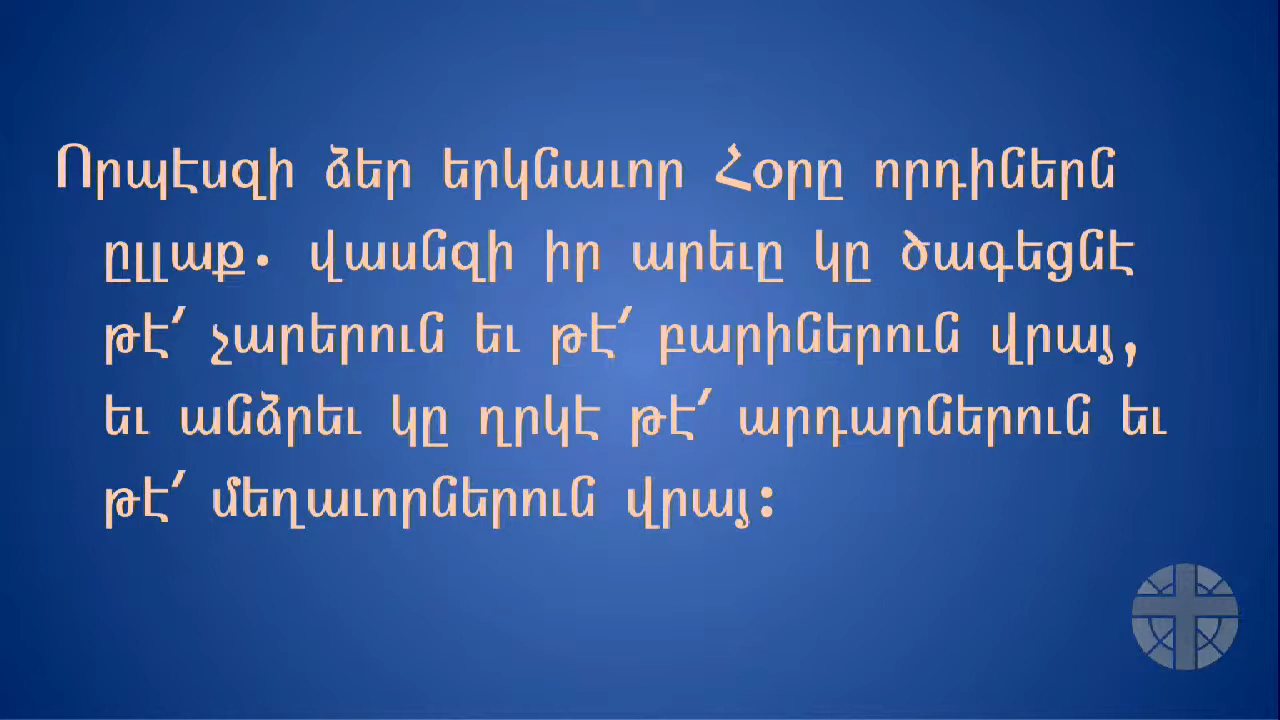 Որպէսզի ձեր երկնաւոր Հօրը որդիներն
ըլլաք. վասնզի իր արեւը կը ծագեցնէ
թէ՛ չարերուն եւ թէ՛ բարիներուն վրայ,
եւ անձրեւ կը ղրկէ թէ՛ արդարներուն եւ
թէ՛ մեղաւորներուն վրայ: